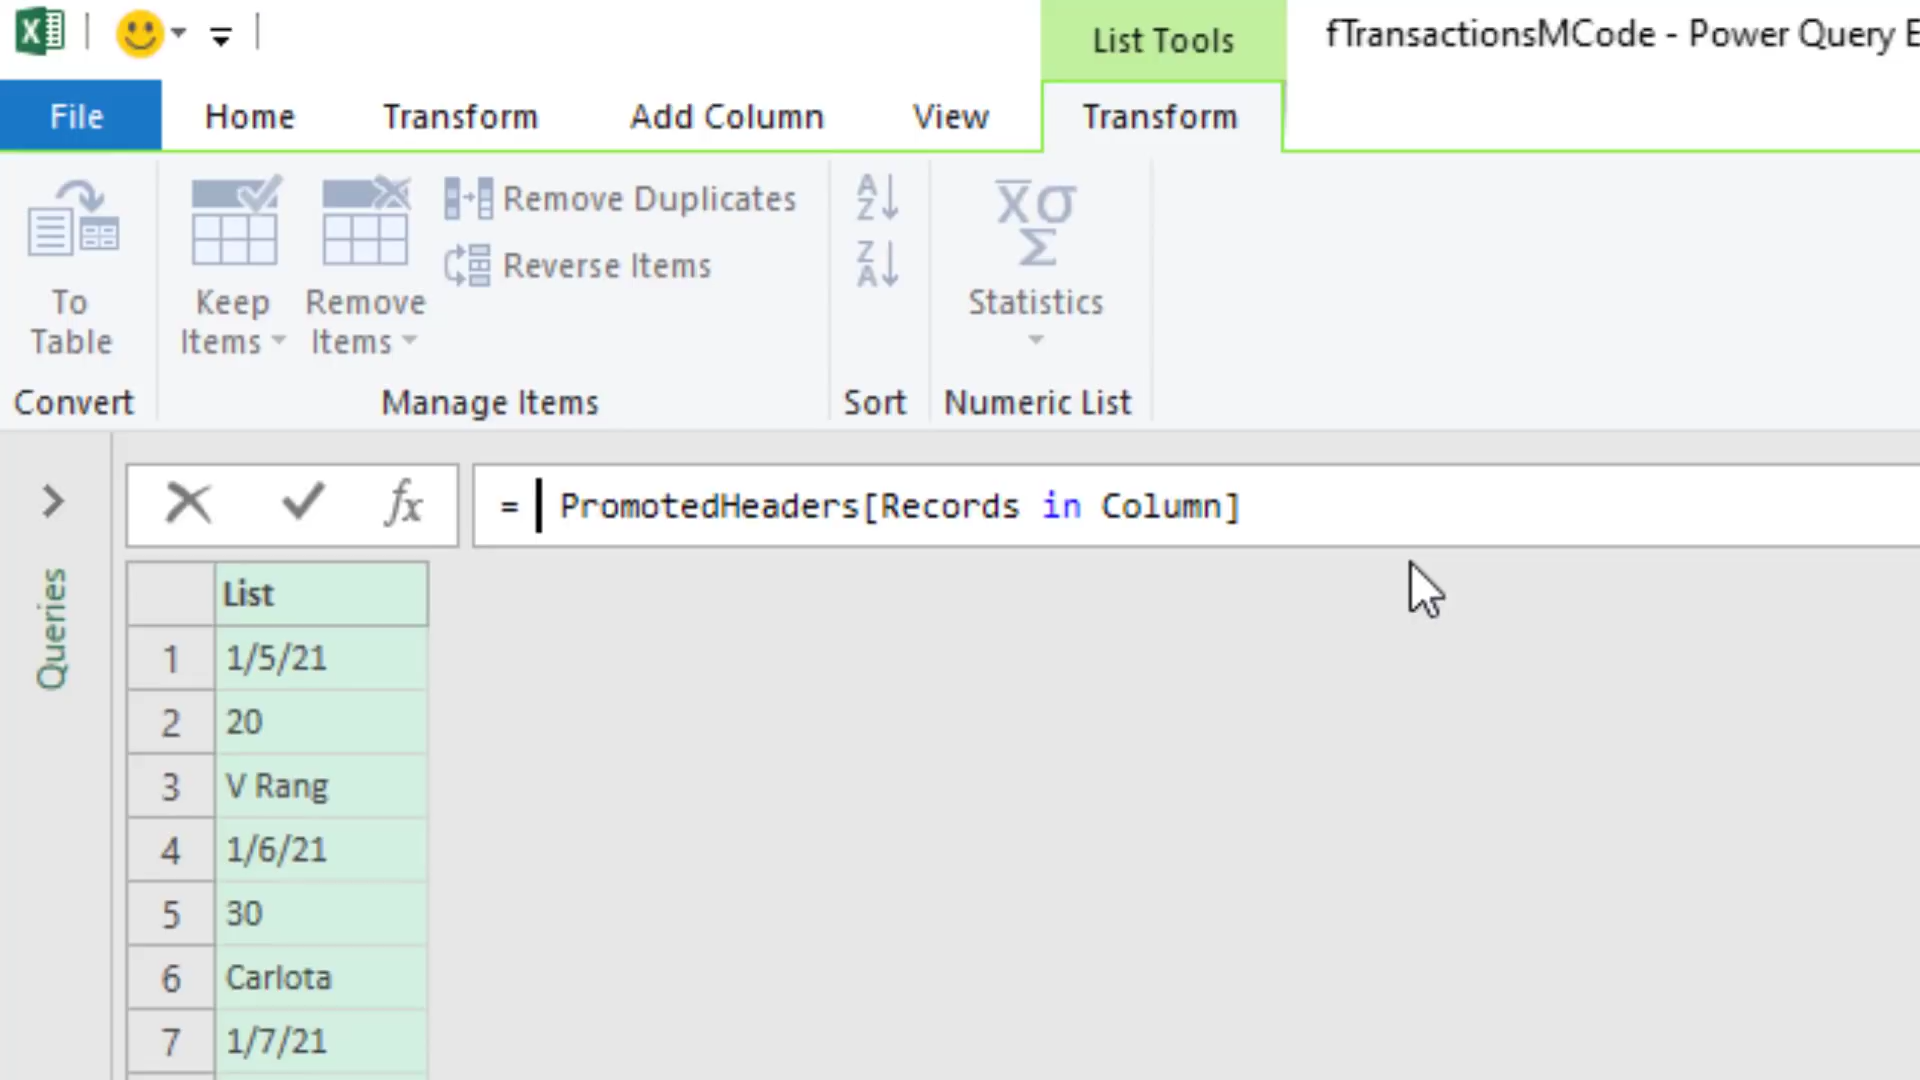 List Tools
fTransactionsMCode - Power Query E
File
Home
Transform
Add Column
View
Transform
To
Table
Keep
Items
Remove
Items
Remove Duplicates
Reverse Items
A
Z
Z
A
X̅σ
Σ
Statistics
Convert
Manage Items
Sort
Numeric List
fx
= PromotedHeaders[Records in Column]
Queries
List
1 1/5/21
2 20
3 V Rang
4 1/6/21
5 30
6 Carlota
7 1/7/21